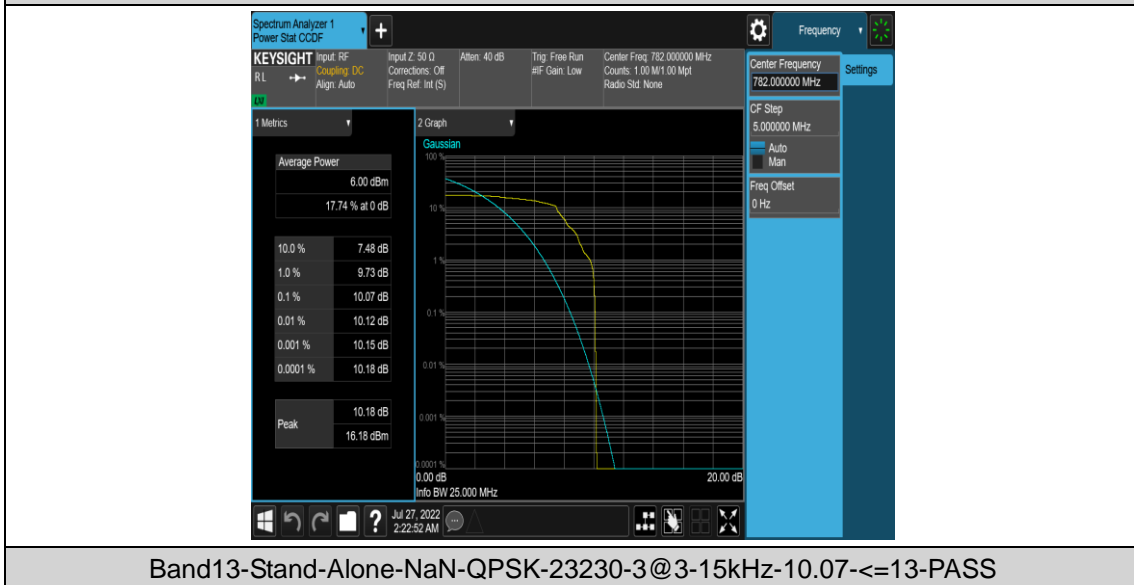 Spectrum Analyzer 1
Power Stat CCDF
+
Frequency
KEYSIGHT
RL
LXI
Input: RF
Coupling: DC
Align: Auto
Input Z: 50 Ω
Corrections: Off
Freq Ref: Int (S)
Atten: 40 dB
Trig: Free Run
#IF Gain: Low
Center Freq: 782.000000 MHz
Counts: 1.00 M/1.00 Mpt
Radio Std: None
Center Frequency
782.000000 MHz
Settings
CF Step
5.000000 MHz
Auto
Man
Freq Offset
0 Hz
1 Metrics
Average Power
6.00 dBm
17.74 % at 0 dB
10.0 % 7.48 dB
1.0 % 9.73 dB
0.1 % 10.07 dB
0.01 % 10.12 dB
0.001 % 10.15 dB
0.0001 % 10.18 dB
Peak
10.18 dB
16.18 dBm
2 Graph
Gaussian
100 %
10 %
1 %
0.1 %
0.01 %
0.001 %
0.0001 %
0.00 dB
20.00 dB
Info BW 25.000 MHz
?
Jul 27, 2022
2:22:52 AM
Band13-Stand-Alone-NaN-QPSK-23230-3@3-15kHz-10.07-<=13-PASS